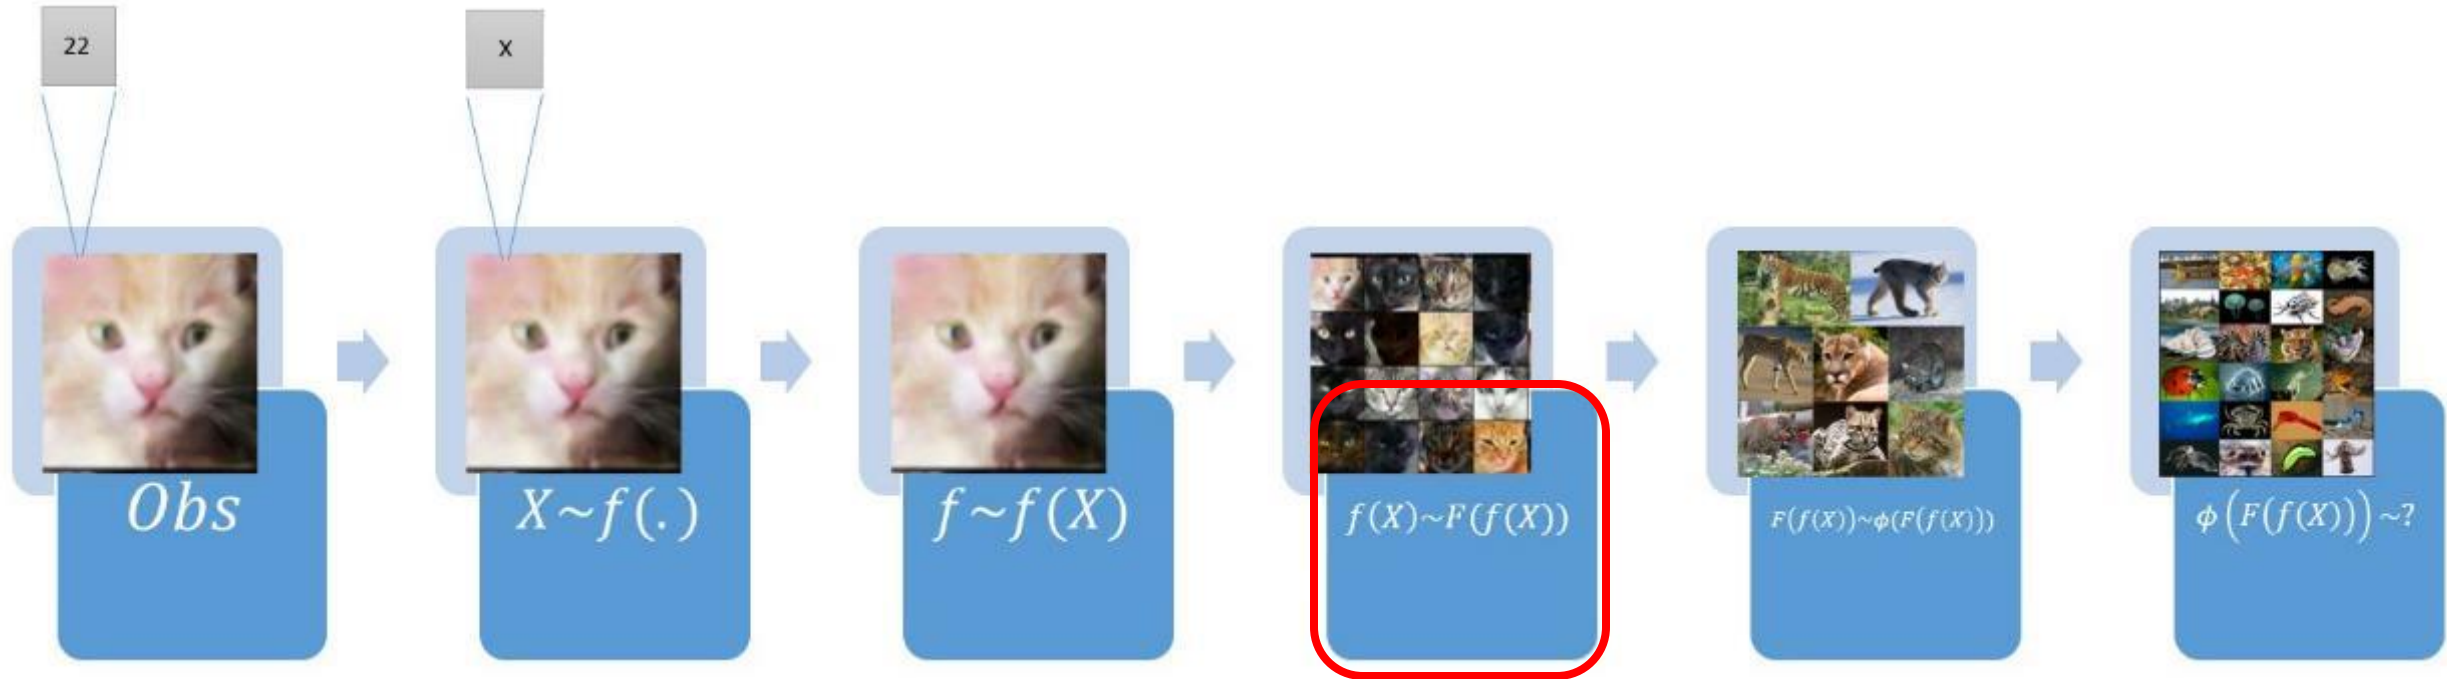 22
X
Obs
X~f(.)
f~f(X)
f(X)~F(f(X))
F(f(X))~ϕ(F(f(X)))
ϕ(F(f(X)))~?